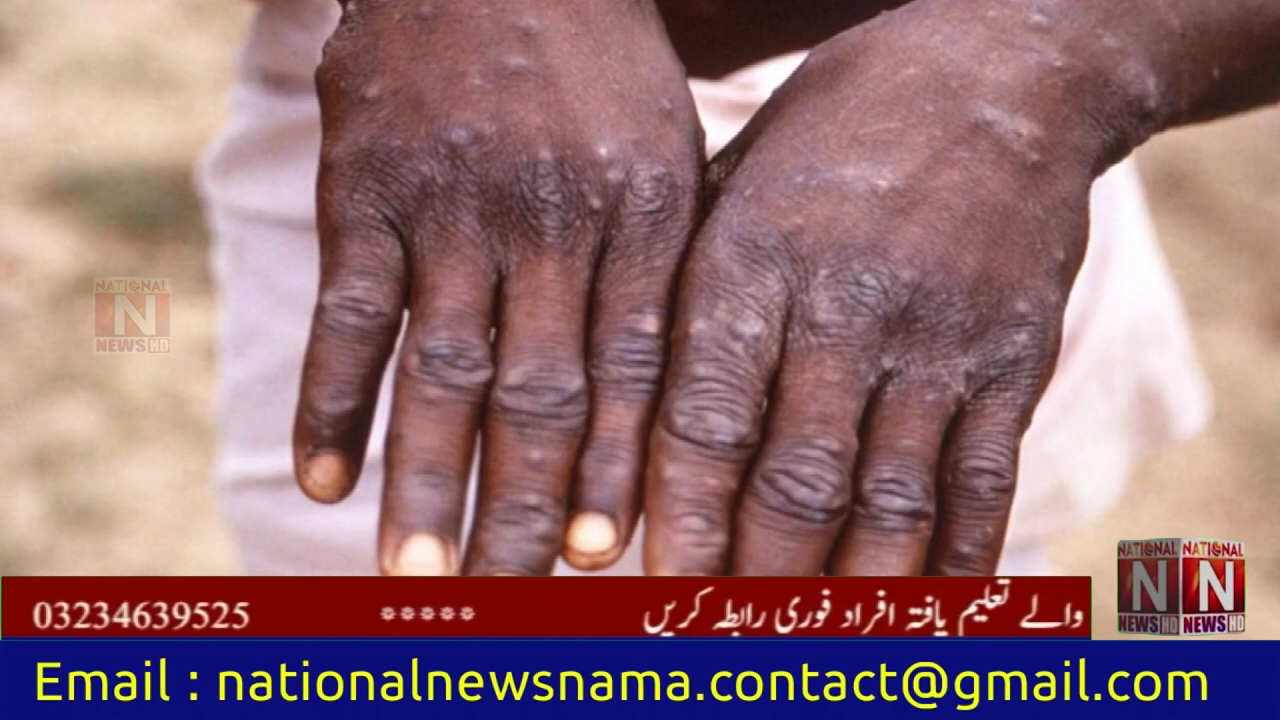 NATIONAL
N
NEWS HD
NATIONAL NATIONAL
N N
NEWS HD NEWS HD
والے تعلیم یافتہ افراد فوری رابطہ کریں ***** 03234639525
Email : nationalnewsnama.contact@gmail.com